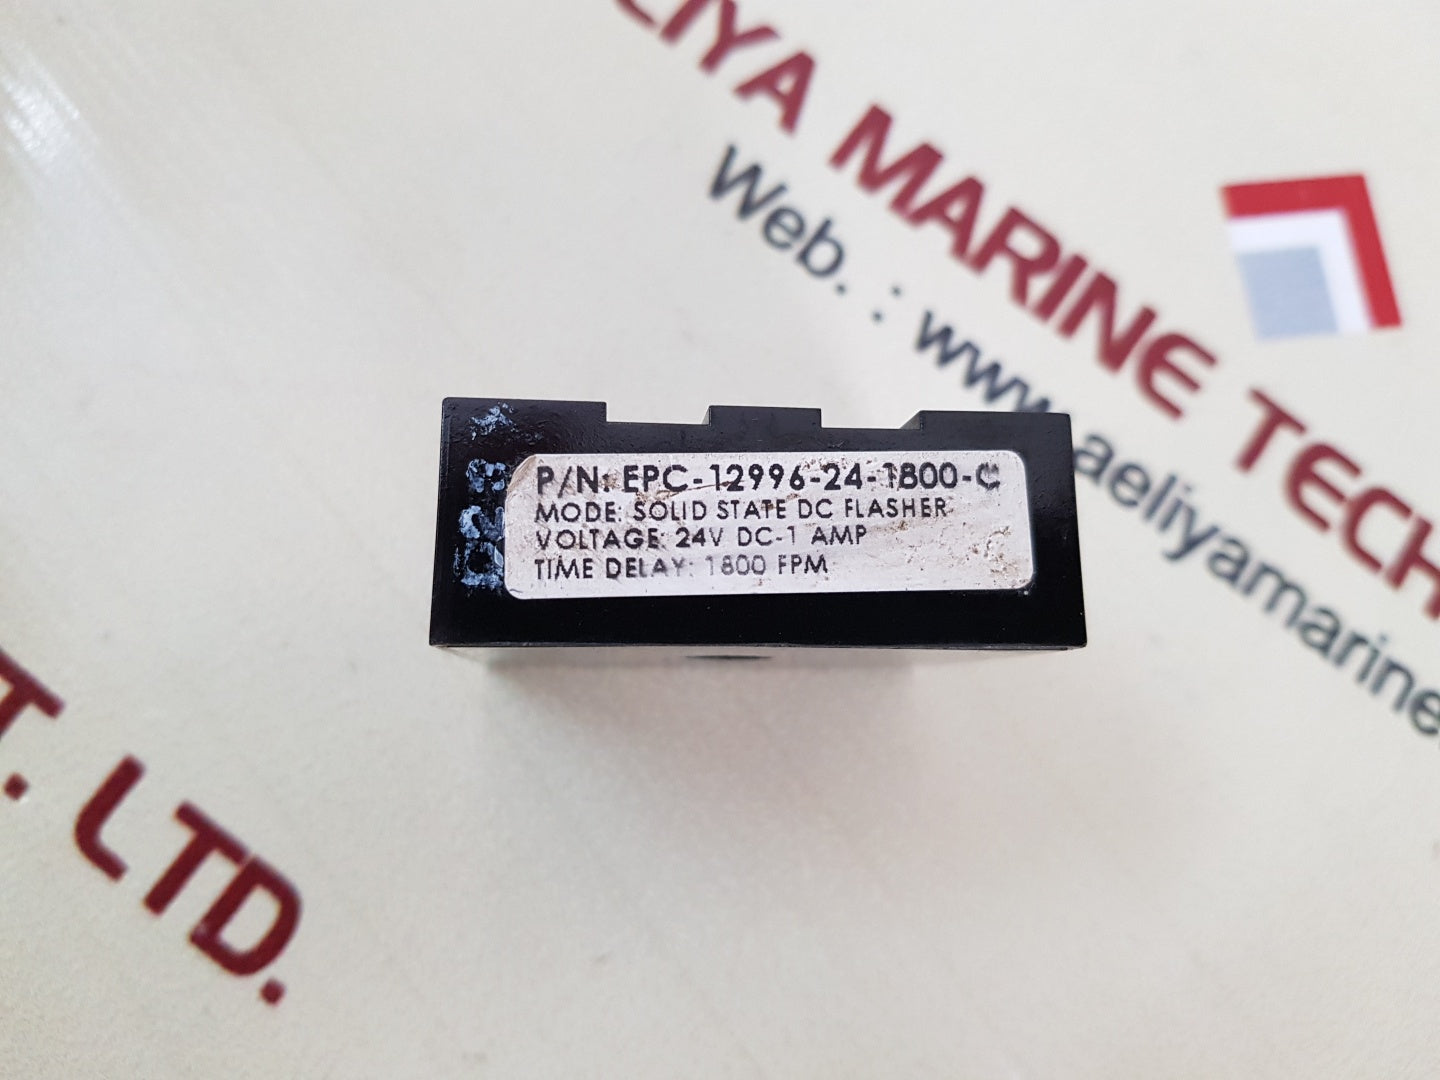 ELIYA MARINE TECH
Web. : www.aeliyamarine
T. LTD.
P/N: EPC-12996-24-1800-C
MODE: SOLID STATE DC FLASHER
VOLTAGE: 24V DC-1 AMP
TIME DELAY: 1800 FPM